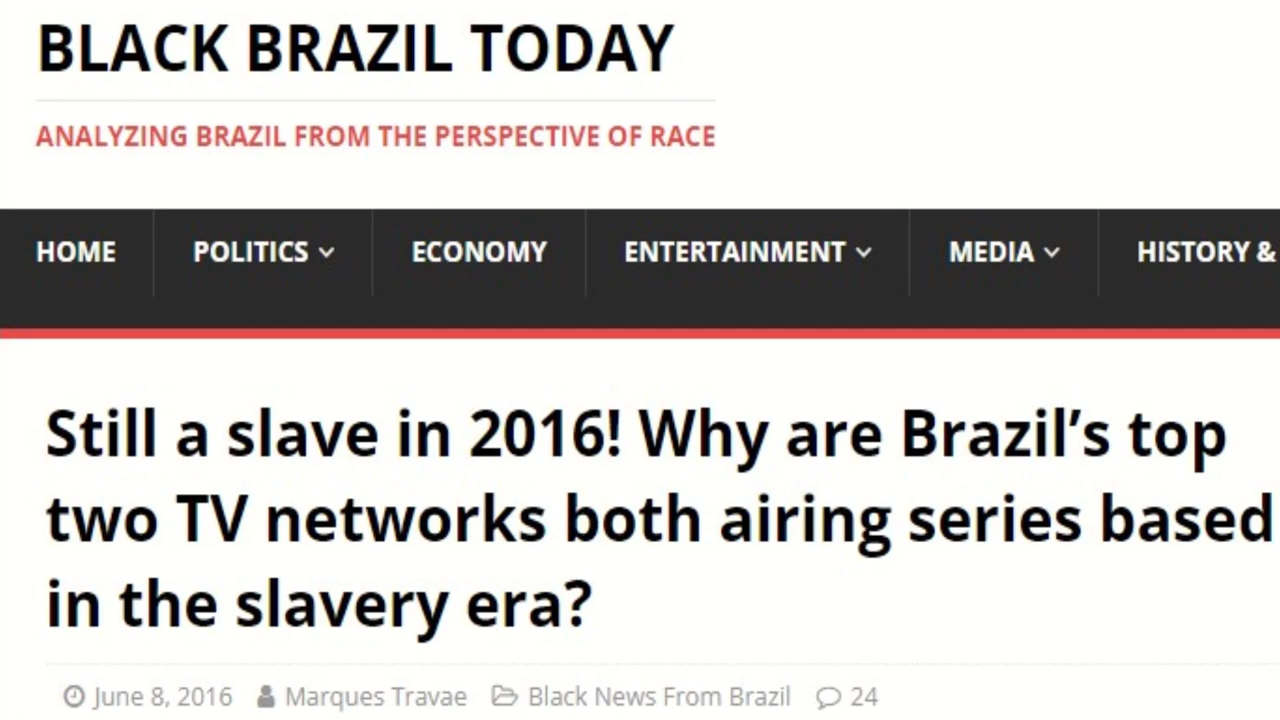 BLACK BRAZIL TODAY
ANALYZING BRAZIL FROM THE PERSPECTIVE OF RACE
HOME POLITICS ECONOMY ENTERTAINMENT MEDIA HISTORY &
Still a slave in 2016! Why are Brazil’s top
two TV networks both airing series based
in the slavery era?
June 8, 2016 Marques Travae Black News From Brazil 24